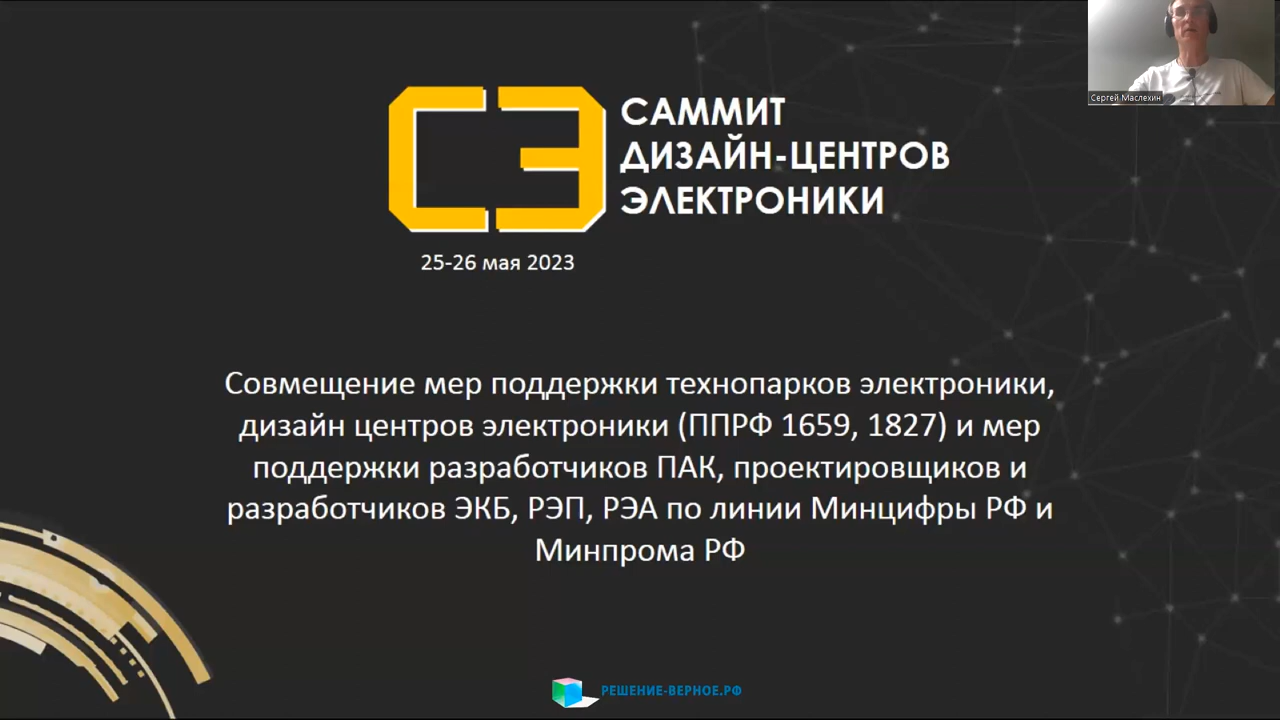 Сергей Маслехин
СЭ
САММИТ
ДИЗАЙН-ЦЕНТРОВ
ЭЛЕКТРОНИКИ
25-26 мая 2023
Совмещение мер поддержки технопарков электроники,
дизайн центров электроники (ППРФ 1659, 1827) и мер
поддержки разработчиков ПАК, проектировщиков и
разработчиков ЭКБ, РЭП, РЭА по линии Минцифры РФ и
Минпрома РФ
РЕШЕНИЕ-ВЕРНОЕ.РФ